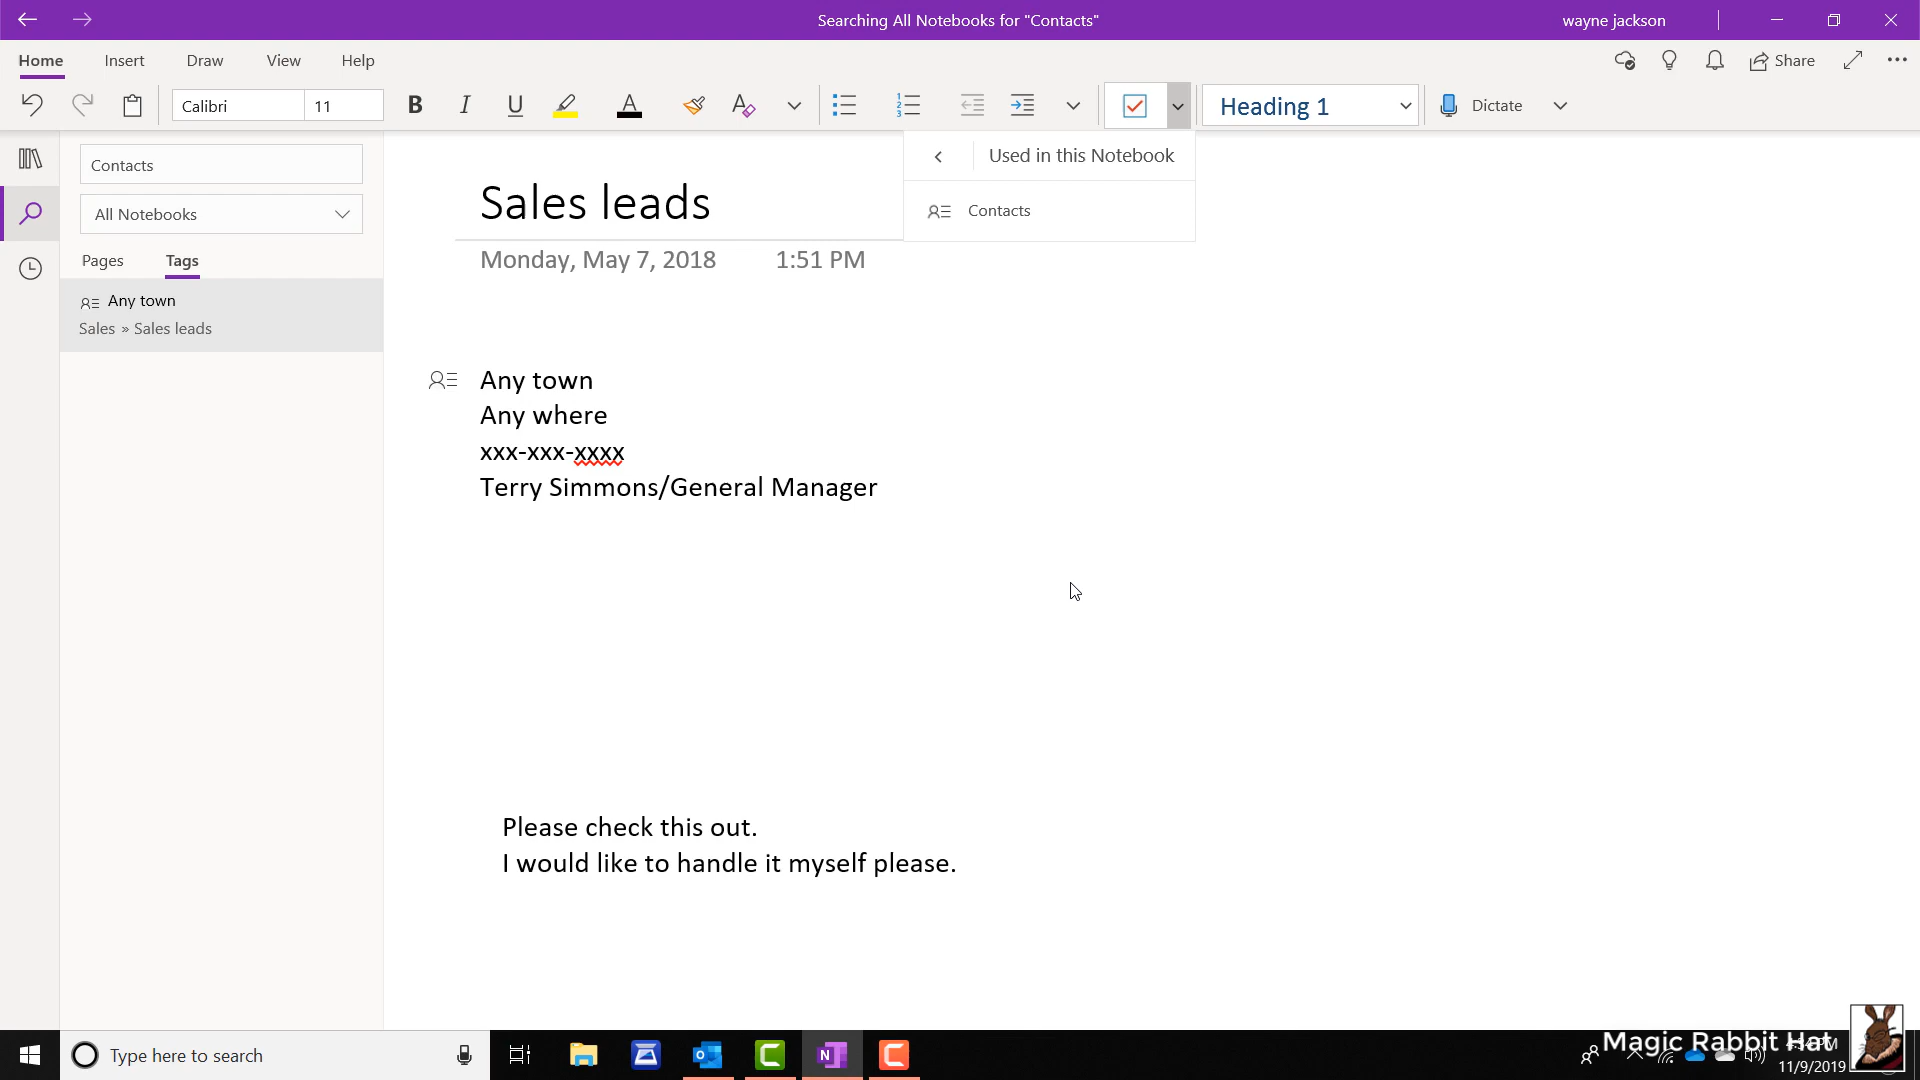 Searching All Notebooks for "Contacts"
wayne jackson
Home Insert Draw View Help
Share
Calibri 11 B I U A A Heading 1 Dictate
Contacts
All Notebooks
Pages Tags
Any town
Sales » Sales leads
Used in this Notebook
Contacts
Sales leads
Monday, May 7, 2018 1:51 PM
Any town
Any where
xxx-xxx-xxxx
Terry Simmons/General Manager
Please check this out.
I would like to handle it myself please.
Type here to search
Magic Rabbit Hat
11/9/2019